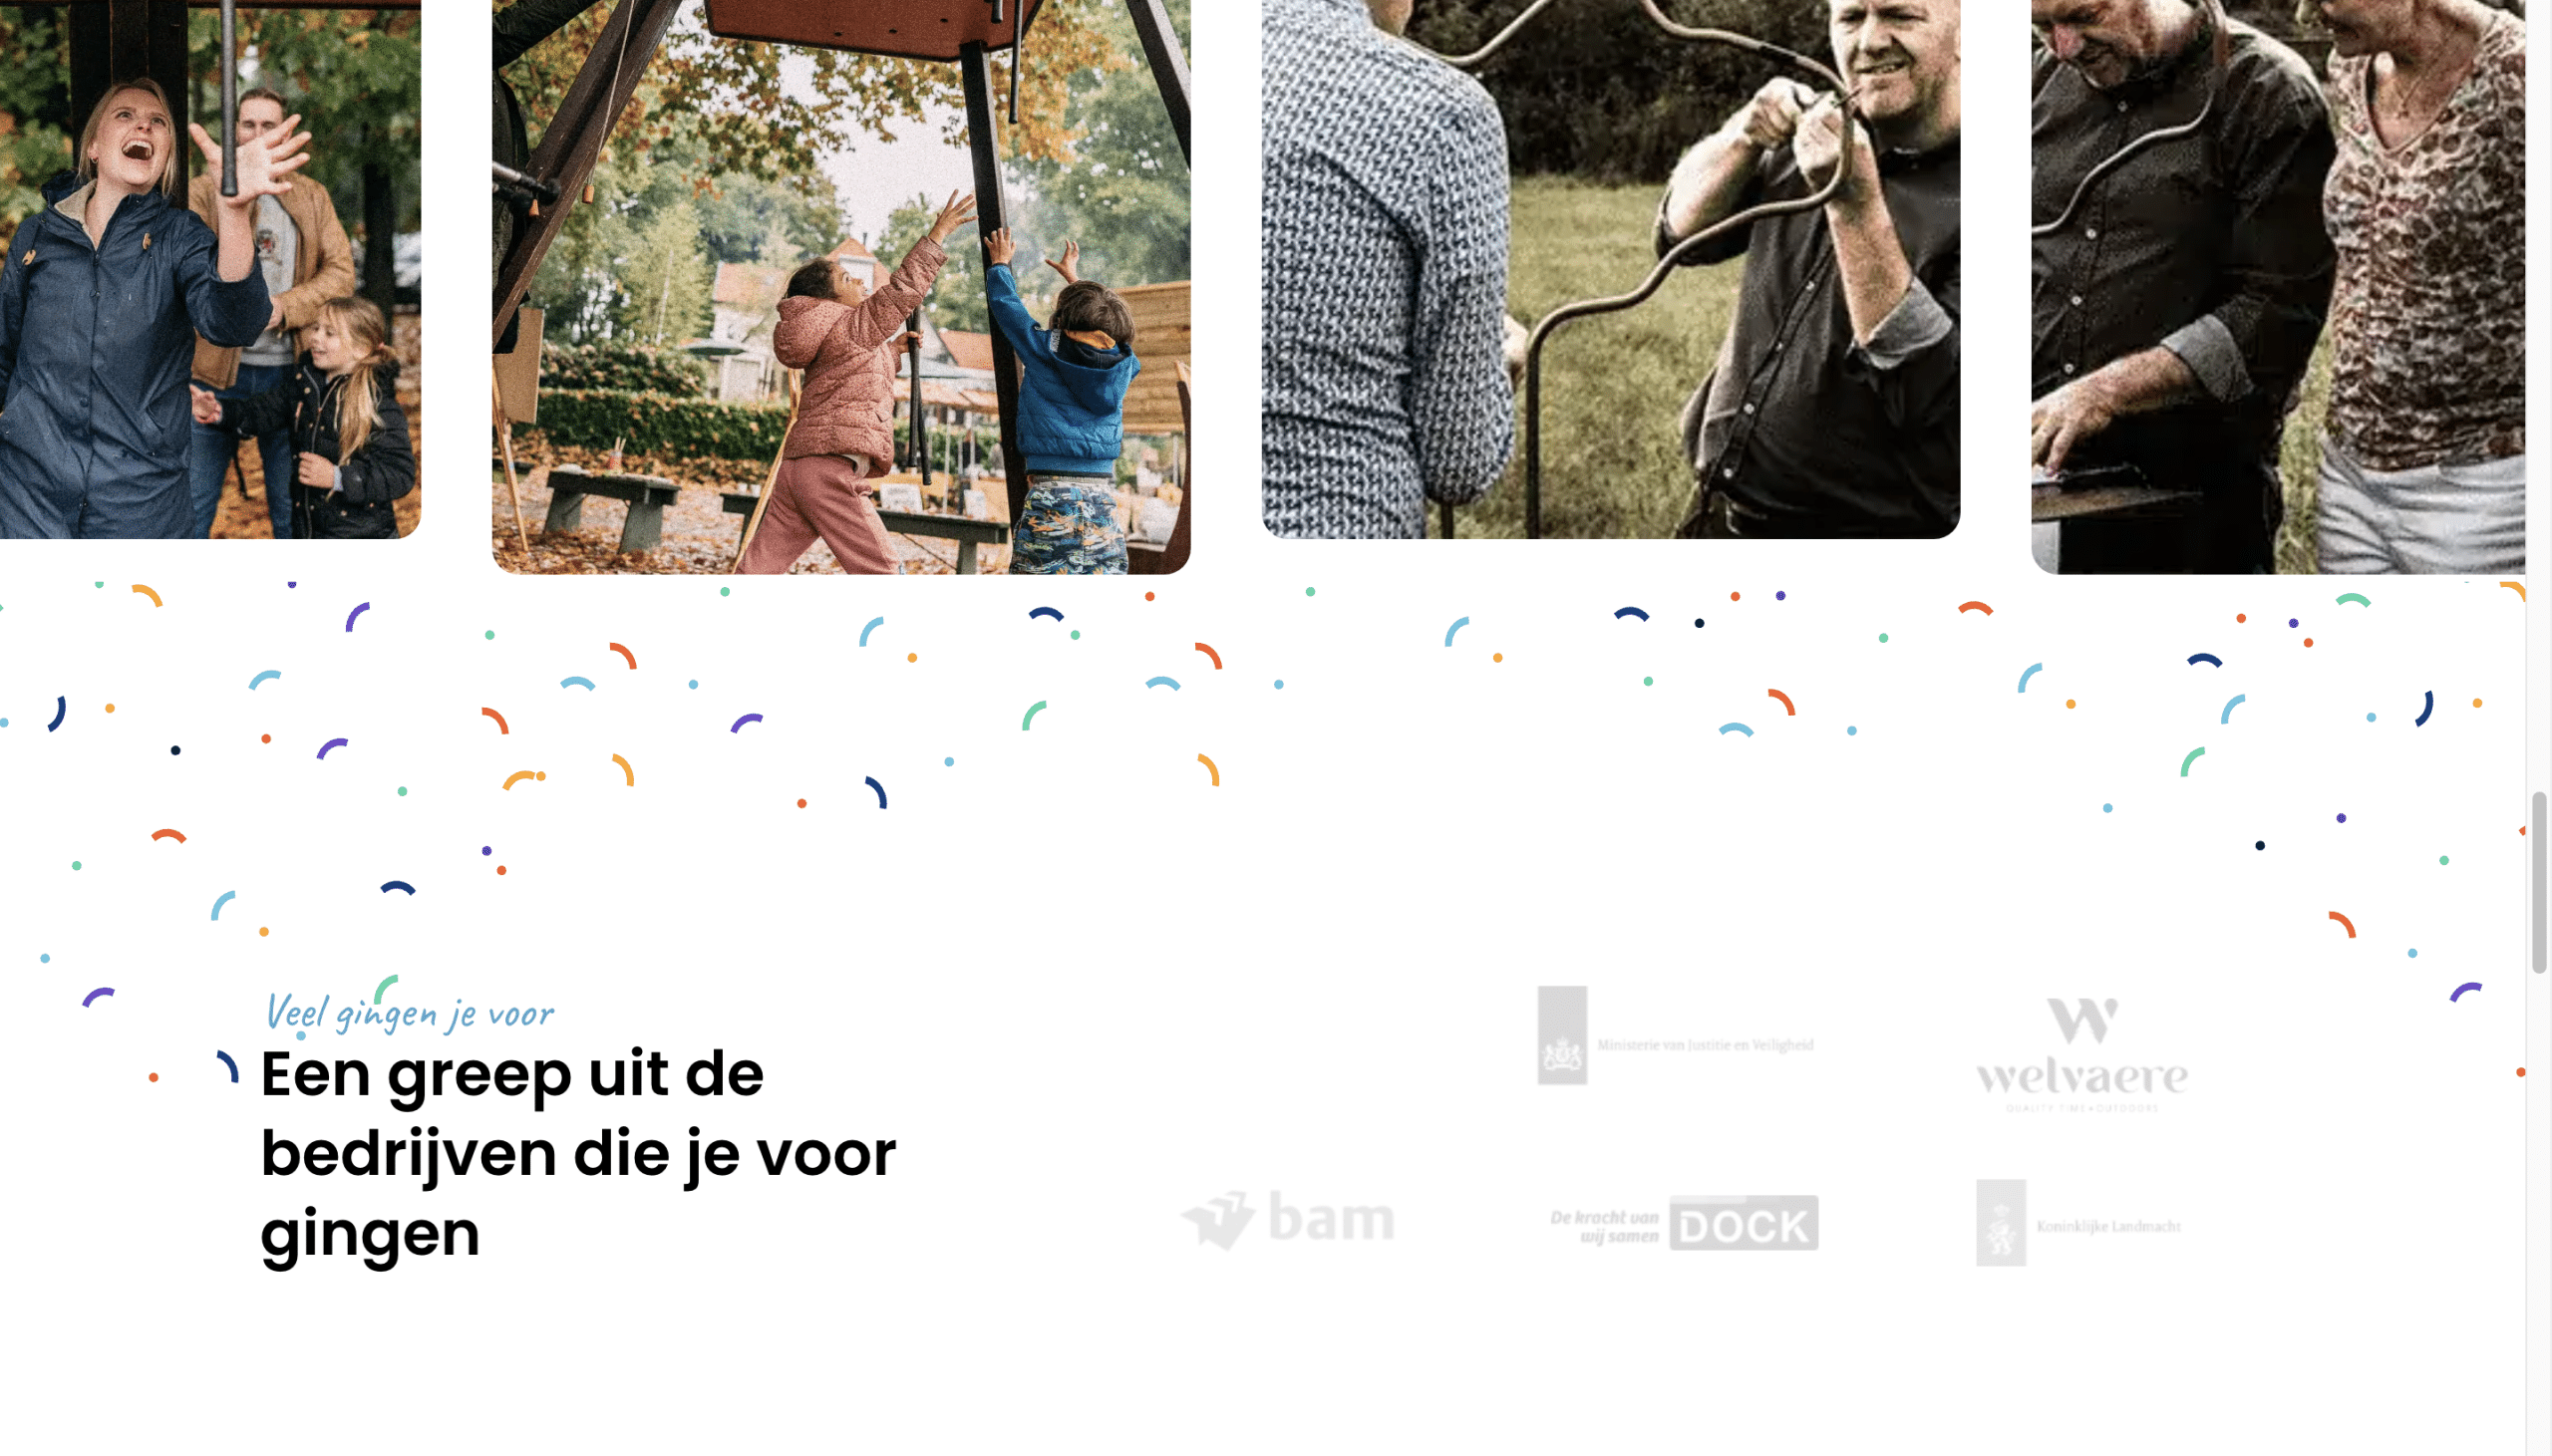 Veel gingen je voor
Een greep uit de
bedrijven die je voor
gingen
Ministerie van Justitie en Veiligheid
W
welvaere
QUALITY TIME • OUTDOORS
bam
De kracht van
wij samen
DOCK
Koninklijke Landmacht